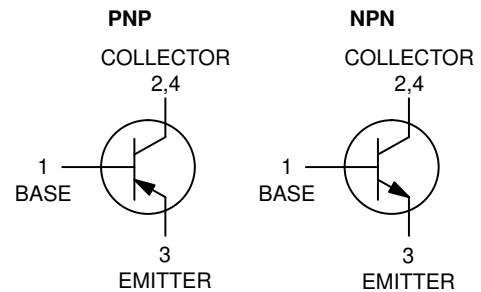 PNP
COLLECTOR
2,4
1
BASE
3
EMITTER
NPN
COLLECTOR
2,4
1
BASE
3
EMITTER